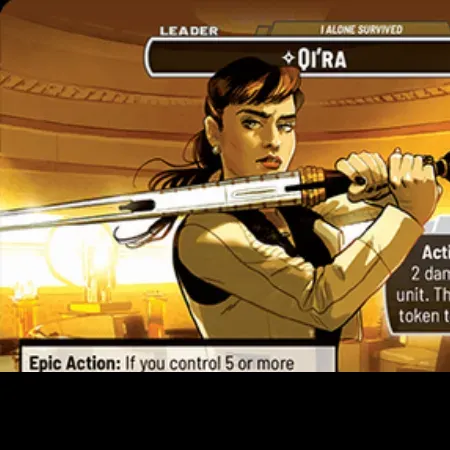 LEADER
I ALONE SURVIVED
✧QI'RA
Acti
2 dam
unit. Th
token t
Epic Action: If you control 5 or more